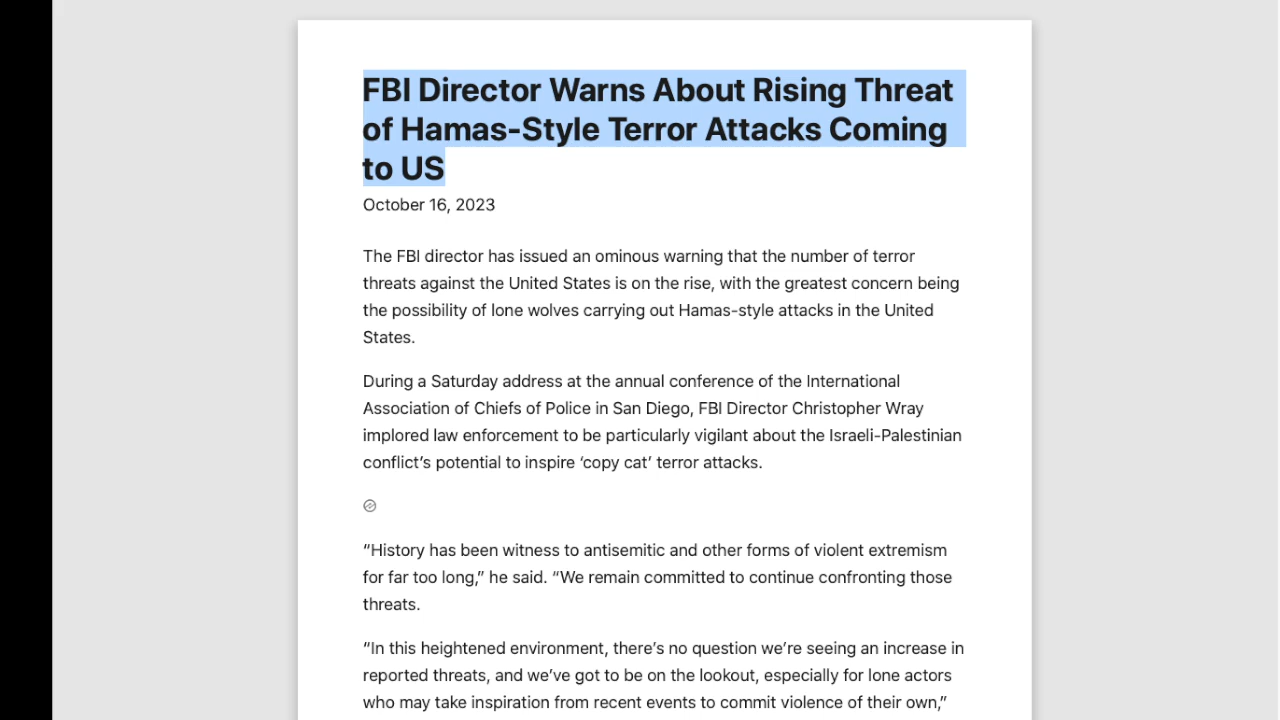 FBI Director Warns About Rising Threat
of Hamas-Style Terror Attacks Coming
to US
October 16, 2023
The FBI director has issued an ominous warning that the number of terror
threats against the United States is on the rise, with the greatest concern being
the possibility of lone wolves carrying out Hamas-style attacks in the United
States.
During a Saturday address at the annual conference of the International
Association of Chiefs of Police in San Diego, FBI Director Christopher Wray
implored law enforcement to be particularly vigilant about the Israeli-Palestinian
conflict’s potential to inspire ‘copy cat’ terror attacks.
“History has been witness to antisemitic and other forms of violent extremism
for far too long,” he said. “We remain committed to continue confronting those
threats.
“In this heightened environment, there’s no question we’re seeing an increase in
reported threats, and we’ve got to be on the lookout, especially for lone actors
who may take inspiration from recent events to commit violence of their own,”